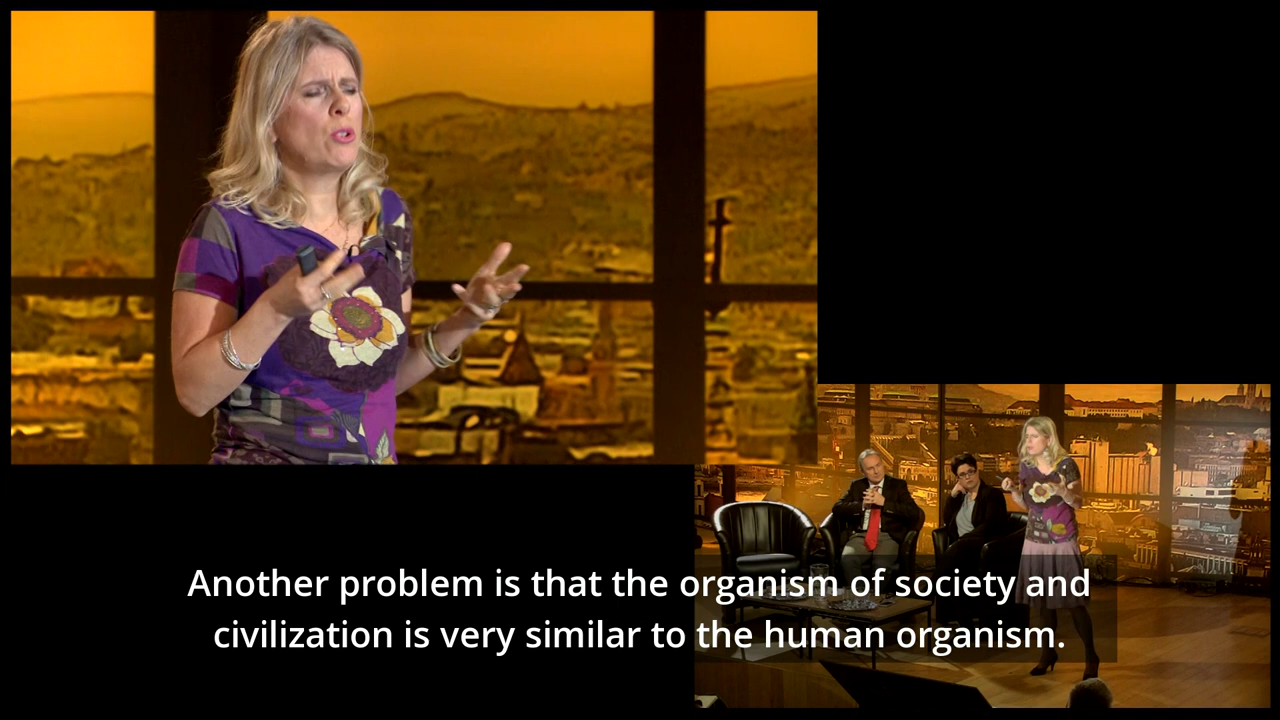 Another problem is that the organism of society and
civilization is very similar to the human organism.